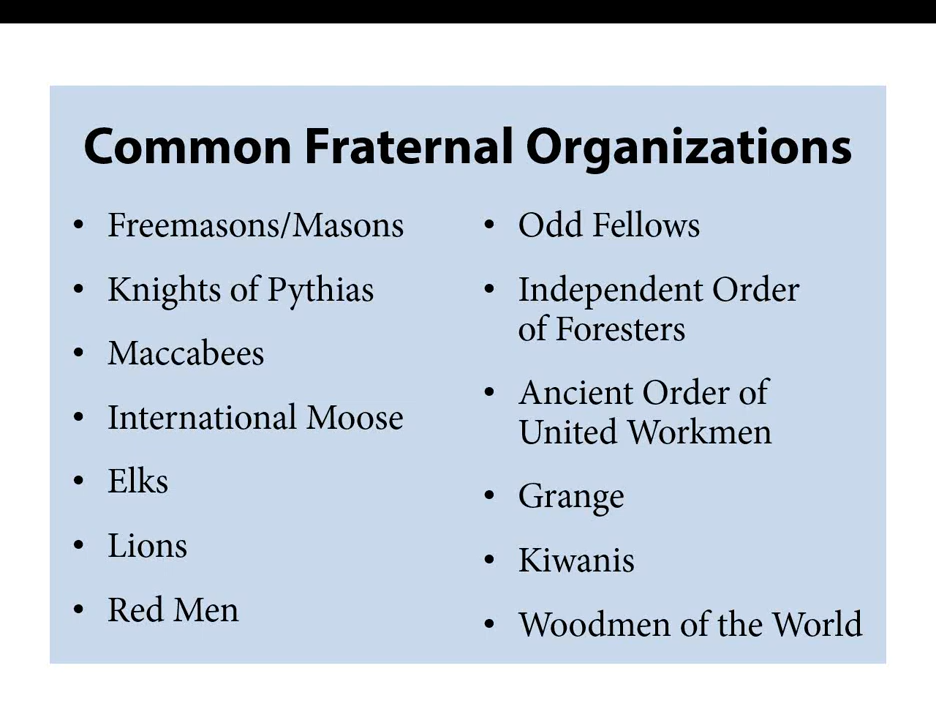 Common Fraternal Organizations
• Freemasons/Masons
• Knights of Pythias
• Maccabees
• International Moose
• Elks
• Lions
• Red Men
• Odd Fellows
• Independent Order
of Foresters
• Ancient Order of
United Workmen
• Grange
• Kiwanis
• Woodmen of the World